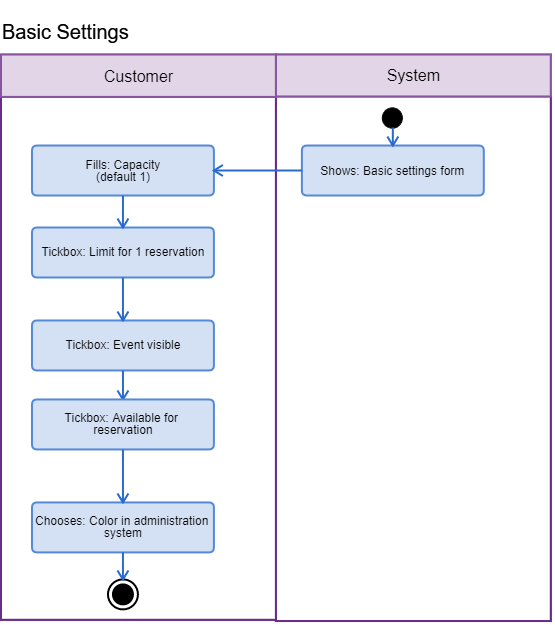 Basic Settings
Customer
System
Fills: Capacity
(default 1)
Shows: Basic settings form
Tickbox: Limit for 1 reservation
Tickbox: Event visible
Tickbox: Available for
reservation
Chooses: Color in administration
system